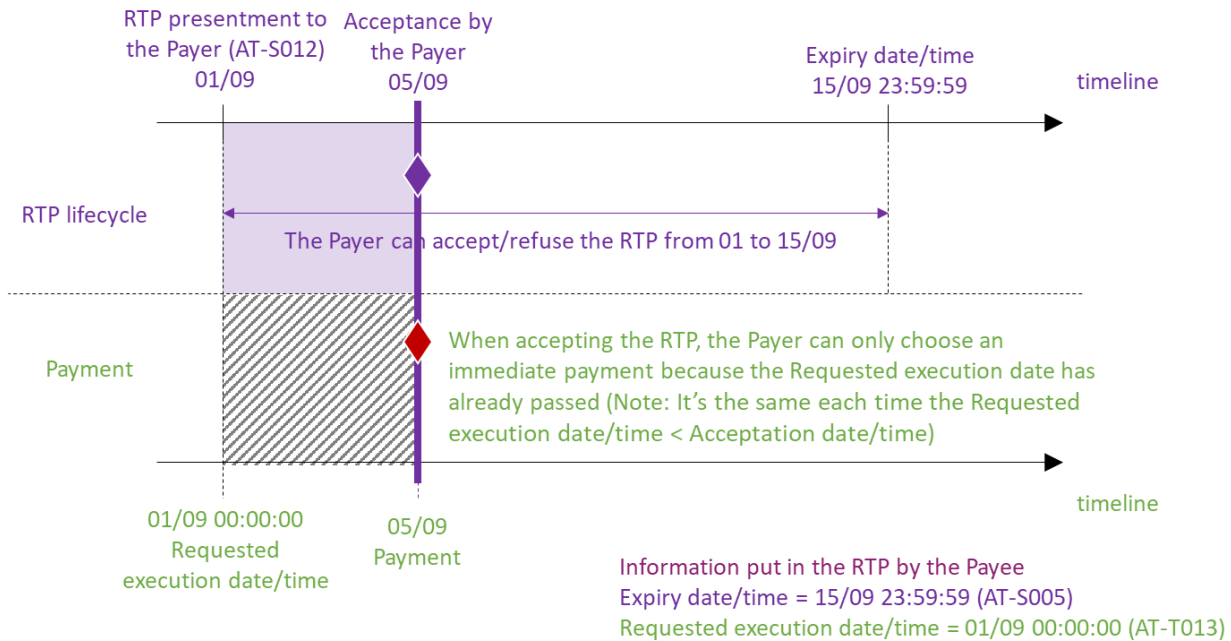 RTP presentment to
the Payer (AT-S012)
01/09
Acceptance by
the Payer
05/09
Expiry date/time
15/09 23:59:59
timeline
RTP lifecycle
The Payer can accept/refuse the RTP from 01 to 15/09
Payment
When accepting the RTP, the Payer can only choose an
immediate payment because the Requested execution date has
already passed (Note: It's the same each time the Requested
execution date/time < Acceptation date/time)
01/09 00:00:00
Requested
execution date/time
05/09
Payment
timeline
Information put in the RTP by the Payee
Expiry date/time = 15/09 23:59:59 (AT-S005)
Requested execution date/time = 01/09 00:00:00 (AT-T013)